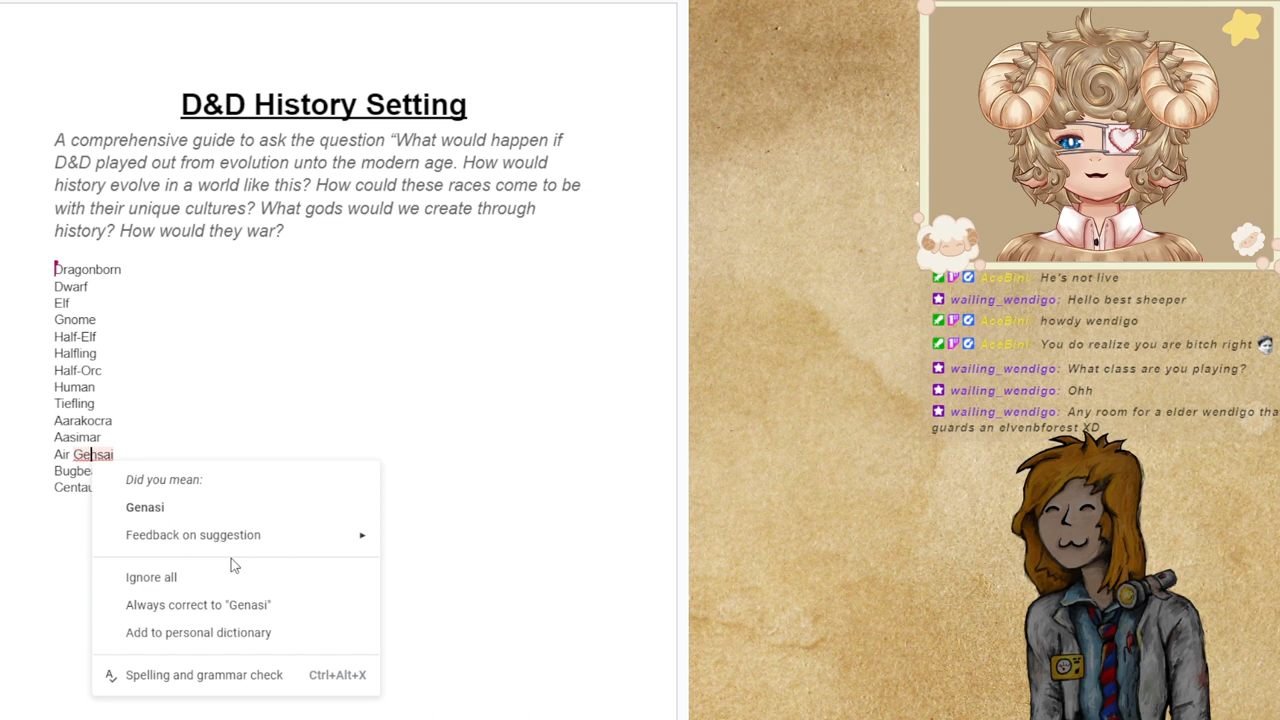 D&D History Setting
A comprehensive guide to ask the question “What would happen if
D&D played out from evolution unto the modern age. How would
history evolve in a world like this? How could these races come to be
with their unique cultures? What gods would we create through
history? How would they war?
Dragonborn
Dwarf
Elf
Gnome
Half-Elf
Halfling
Half-Orc
Human
Tiefling
Aarakocra
Aasimar
Air Gensai
Bugbe
Centau
Did you mean:
Genasi
Feedback on suggestion
Ignore all
Always correct to "Genasi"
Add to personal dictionary
Spelling and grammar check Ctrl+Alt+X
AceBini: He's not live
wailing_wendigo: Hello best sheeper
AceBini: howdy wendigo
AceBini: You do realize you are bitch right
wailing_wendigo: What class are you playing?
wailing_wendigo: Ohh
wailing_wendigo: Any room for a elder wendigo tha
guards an elvenbforest XD